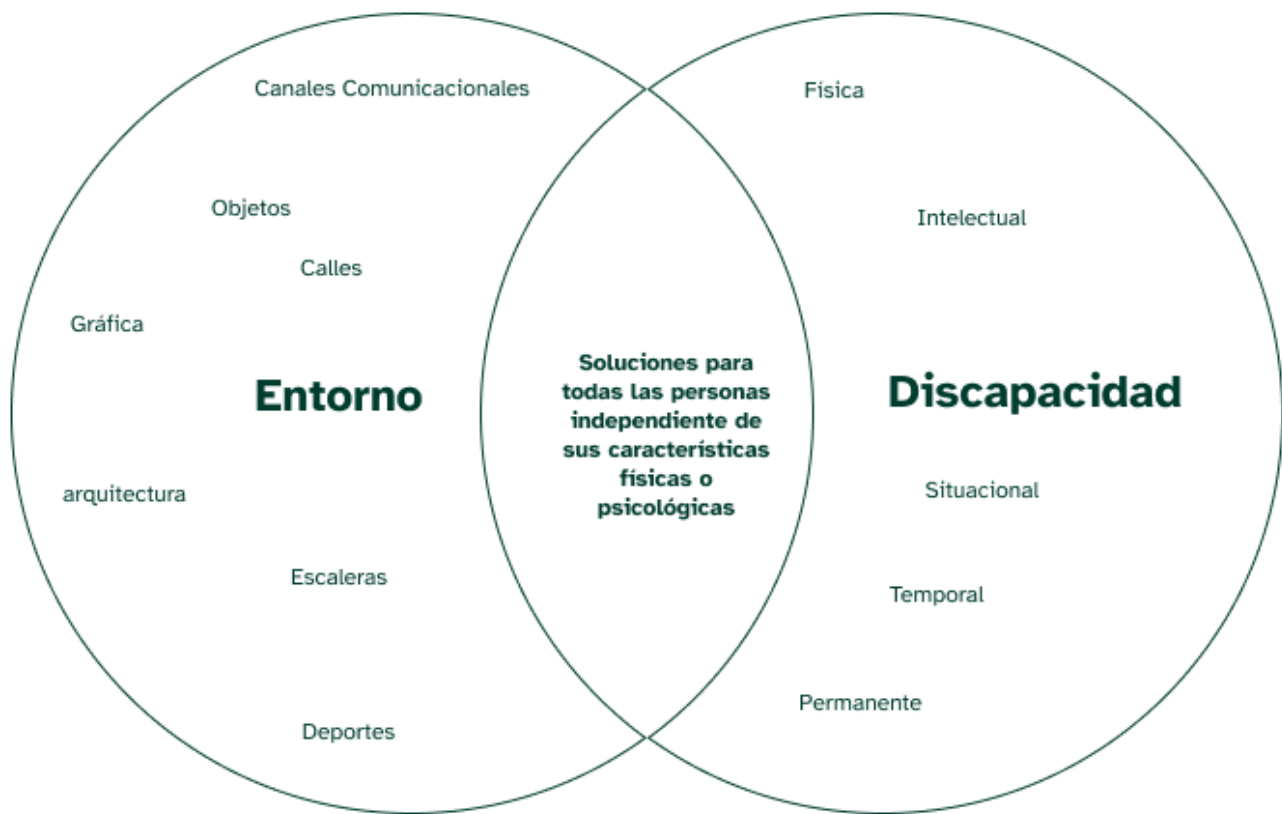 Canales Comunicacionales
Objetos
Calles
Gráfica
Entorno
arquitectura
Escaleras
Deportes
Soluciones para
todas las personas
independiente de
sus característísticas
físicas o
psicológicas
Física
Intelectual
Discapacidad
Situacional
Temporal
Permanente